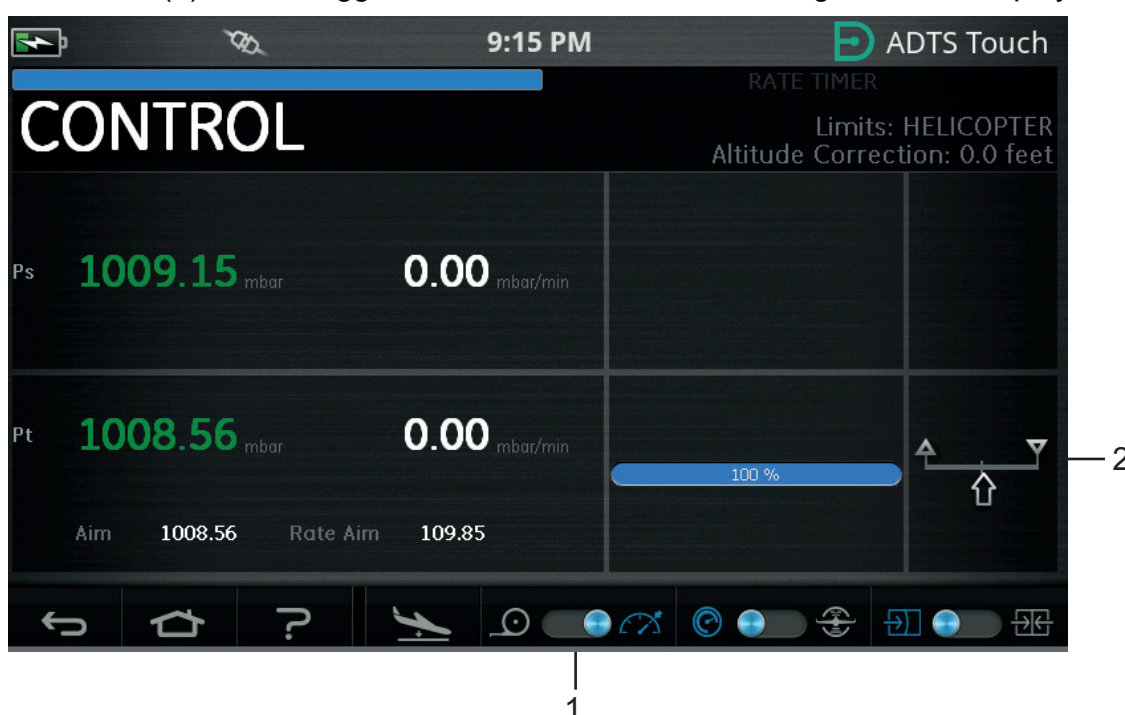 9:15 PM
ADTS Touch
RATE TIMER
CONTROL
Limits: HELICOPTER
Altitude Correction: 0.0 feet
Ps 1009.15 mbar 0.00 mbar/min
Pt 1008.56 mbar 0.00 mbar/min
100 %
2
Aim 1008.56 Rate Aim 109.85
?
1